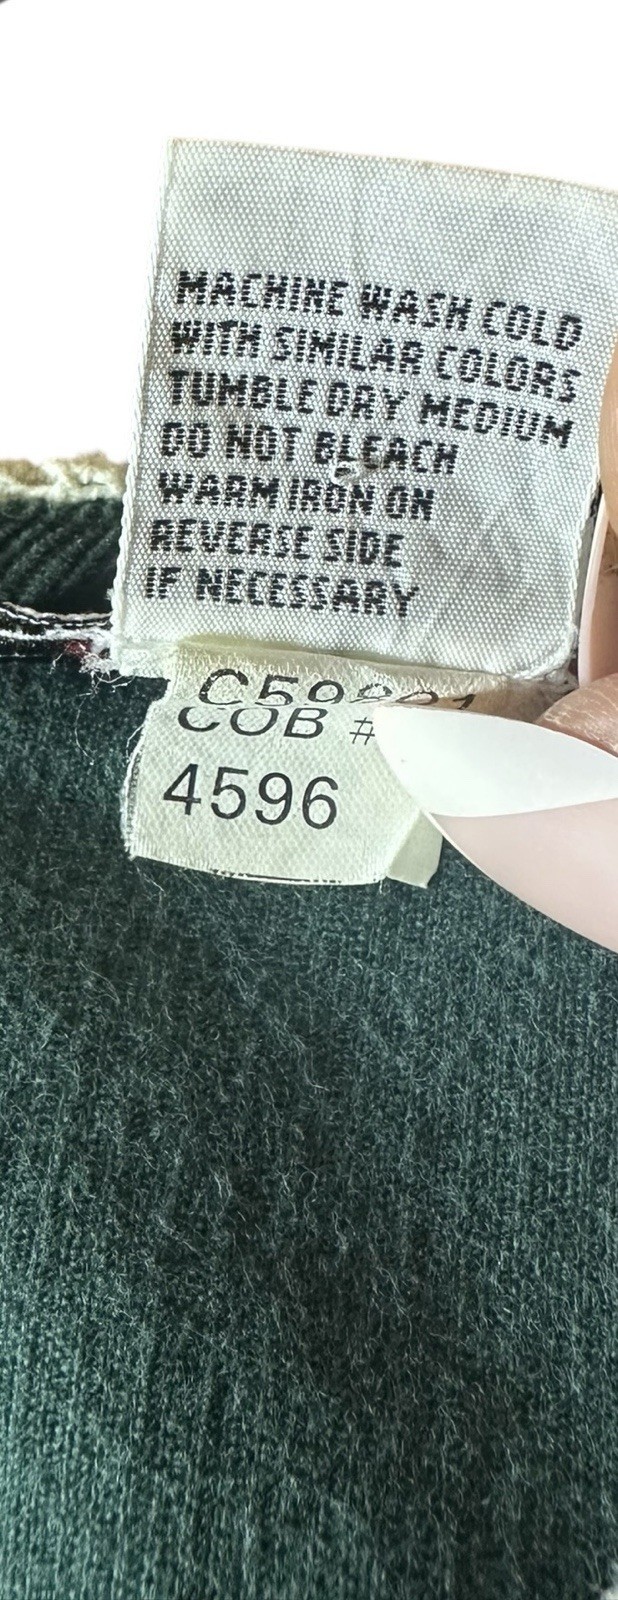 MACHINE WASH COLD
WITH SIMILAR COLORS
TUMBLE DRY MEDIUM
DO NOT BLEACH
WARM IRON ON
REVERSE SIDE
IF NECESSARY
COB #
4596